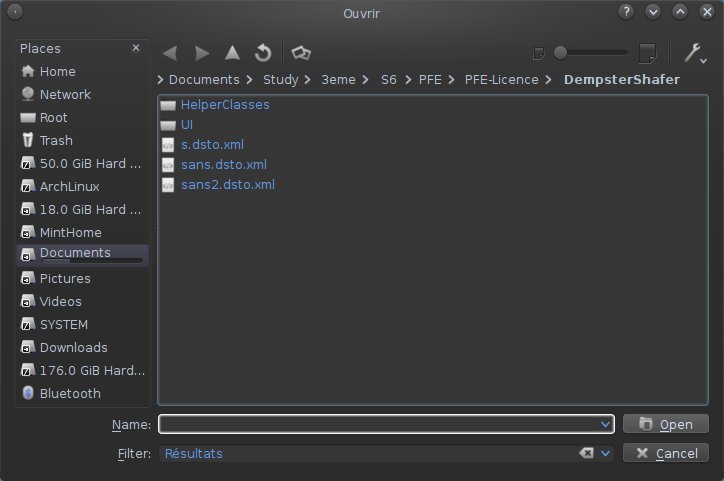 Ouvrir
Places
Home
Network
Root
Trash
50.0 GiB Hard ...
ArchLinux
18.0 GiB Hard ...
MintHome
Documents
Pictures
Videos
SYSTEM
Downloads
176.0 GiB Hard...
Bluetooth
> Documents > Study > 3eme > S6 > PFE > PFE-Licence > DempsterShafer
HelperClasses
UI
s.dsto.xml
sans.dsto.xml
sans2.dsto.xml
Name:
Open
Filter: Résultats
Cancel